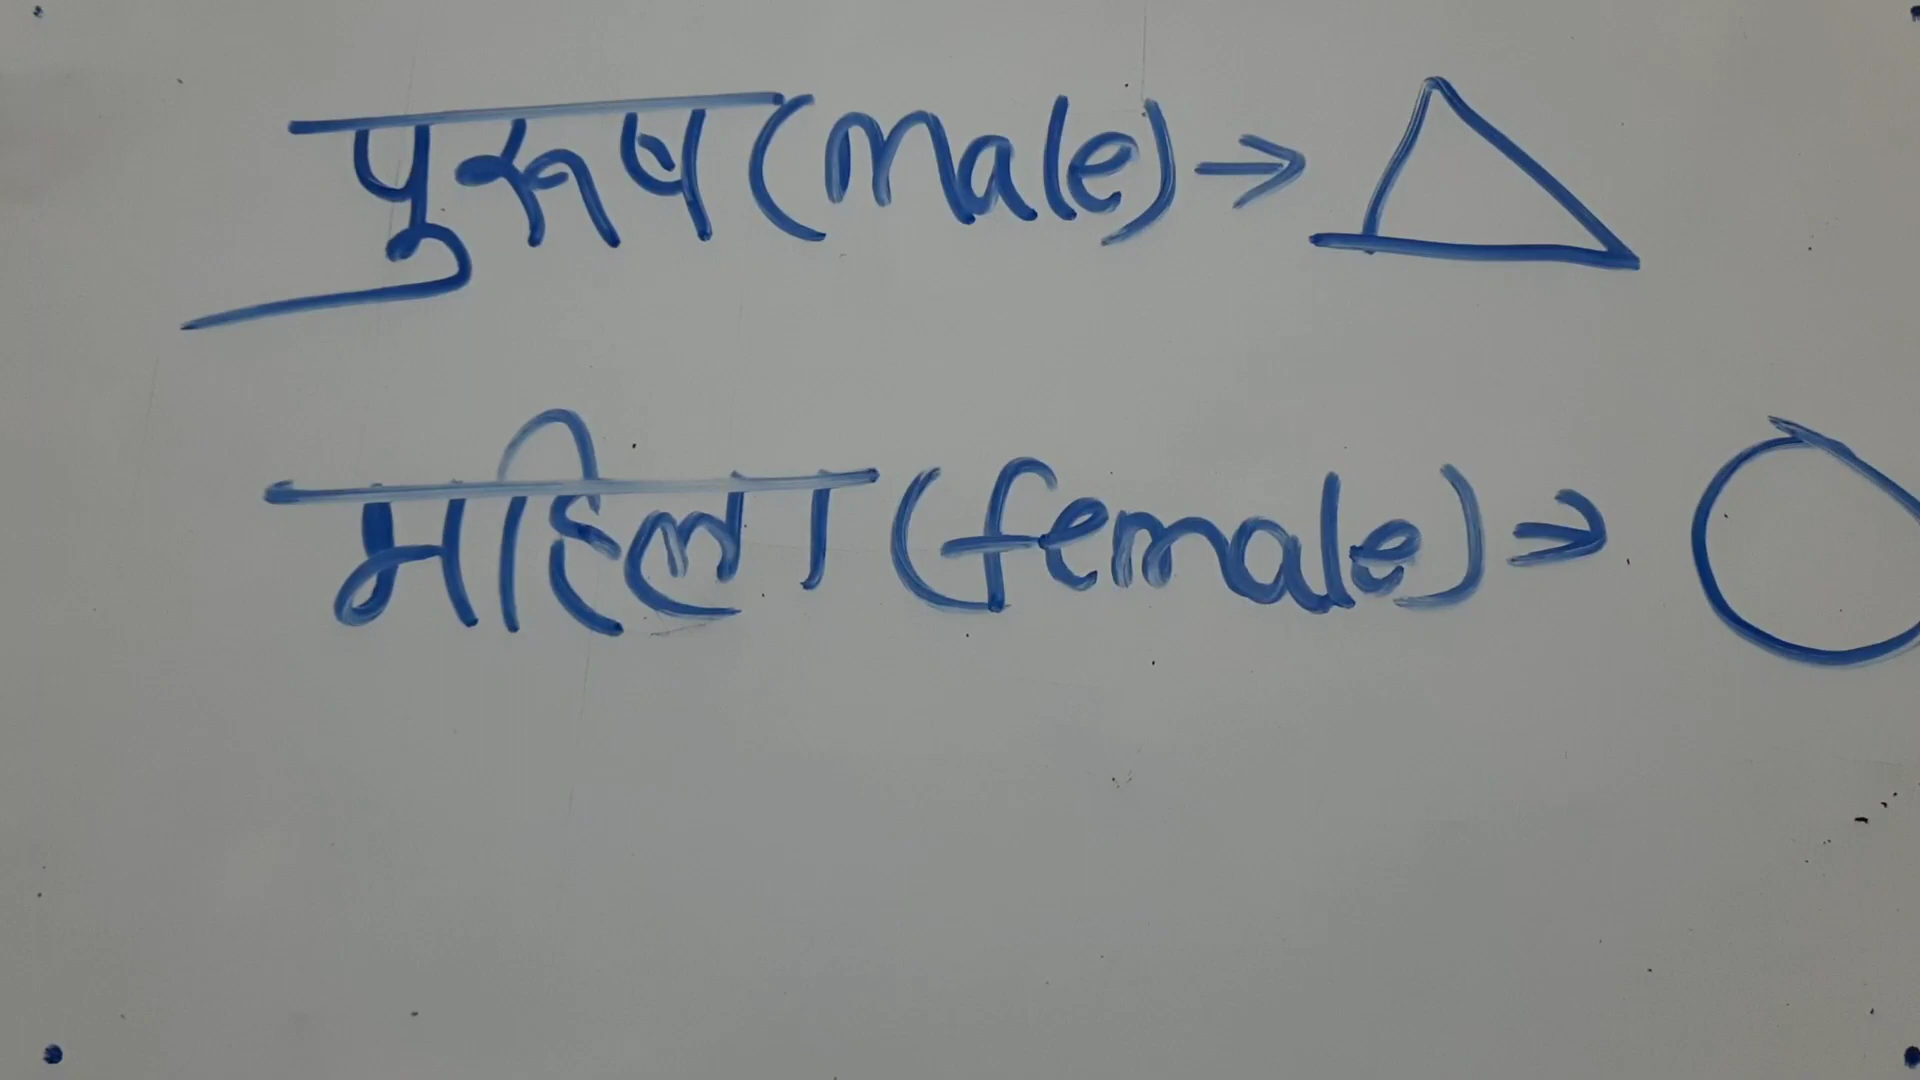 पुरूष (male) → △
महिला (female) → ○